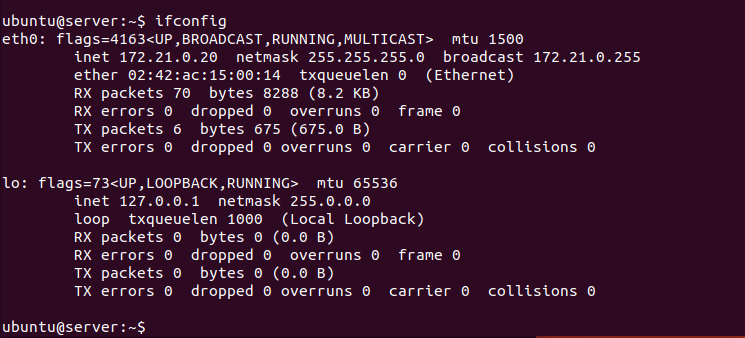 ubuntu@server:~$ ifconfig
eth0: flags=4163<UP,BROADCAST,RUNNING,MULTICAST>  mtu 1500
        inet 172.21.0.20  netmask 255.255.255.0  broadcast 172.21.0.255
        ether 02:42:ac:15:00:14  txqueuelen 0  (Ethernet)
        RX packets 70  bytes 8288 (8.2 KB)
        RX errors 0  dropped 0  overruns 0  frame 0
        TX packets 6  bytes 675 (675.0 B)
        TX errors 0  dropped 0 overruns 0  carrier 0  collisions 0

lo: flags=73<UP,LOOPBACK,RUNNING>  mtu 65536
        inet 127.0.0.1  netmask 255.0.0.0
        loop  txqueuelen 1000  (Local Loopback)
        RX packets 0  bytes 0 (0.0 B)
        RX errors 0  dropped 0  overruns 0  frame 0
        TX packets 0  bytes 0 (0.0 B)
        TX errors 0  dropped 0 overruns 0  carrier 0  collisions 0

ubuntu@server:~$